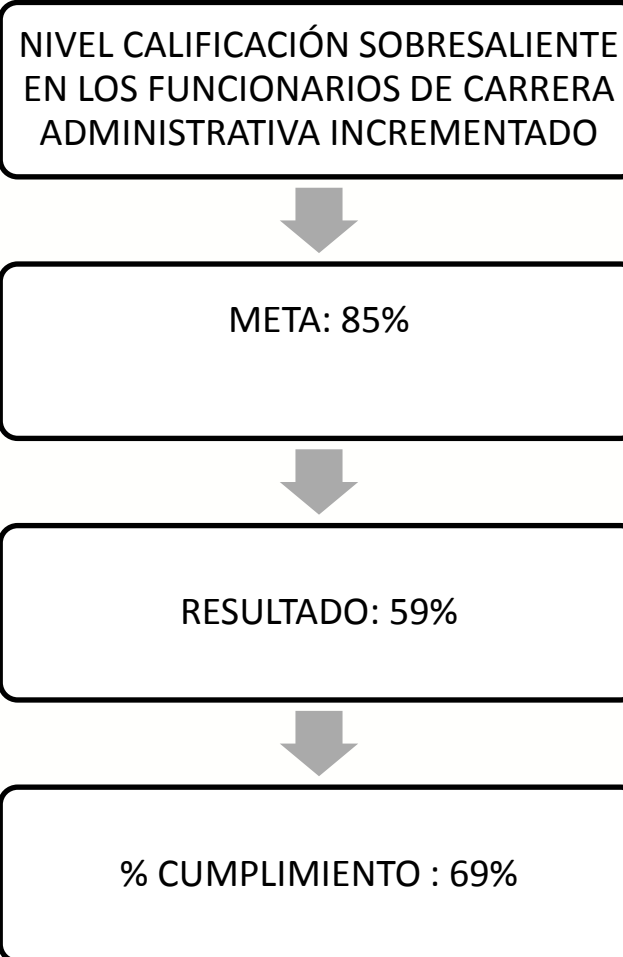 NIVEL CALIFICACIÓN SOBRESALIENTE
EN LOS FUNCIONARIOS DE CARRERA
ADMINISTRATIVA INCREMENTADO
META: 85%
RESULTADO: 59%
% CUMPLIMIENTO : 69%